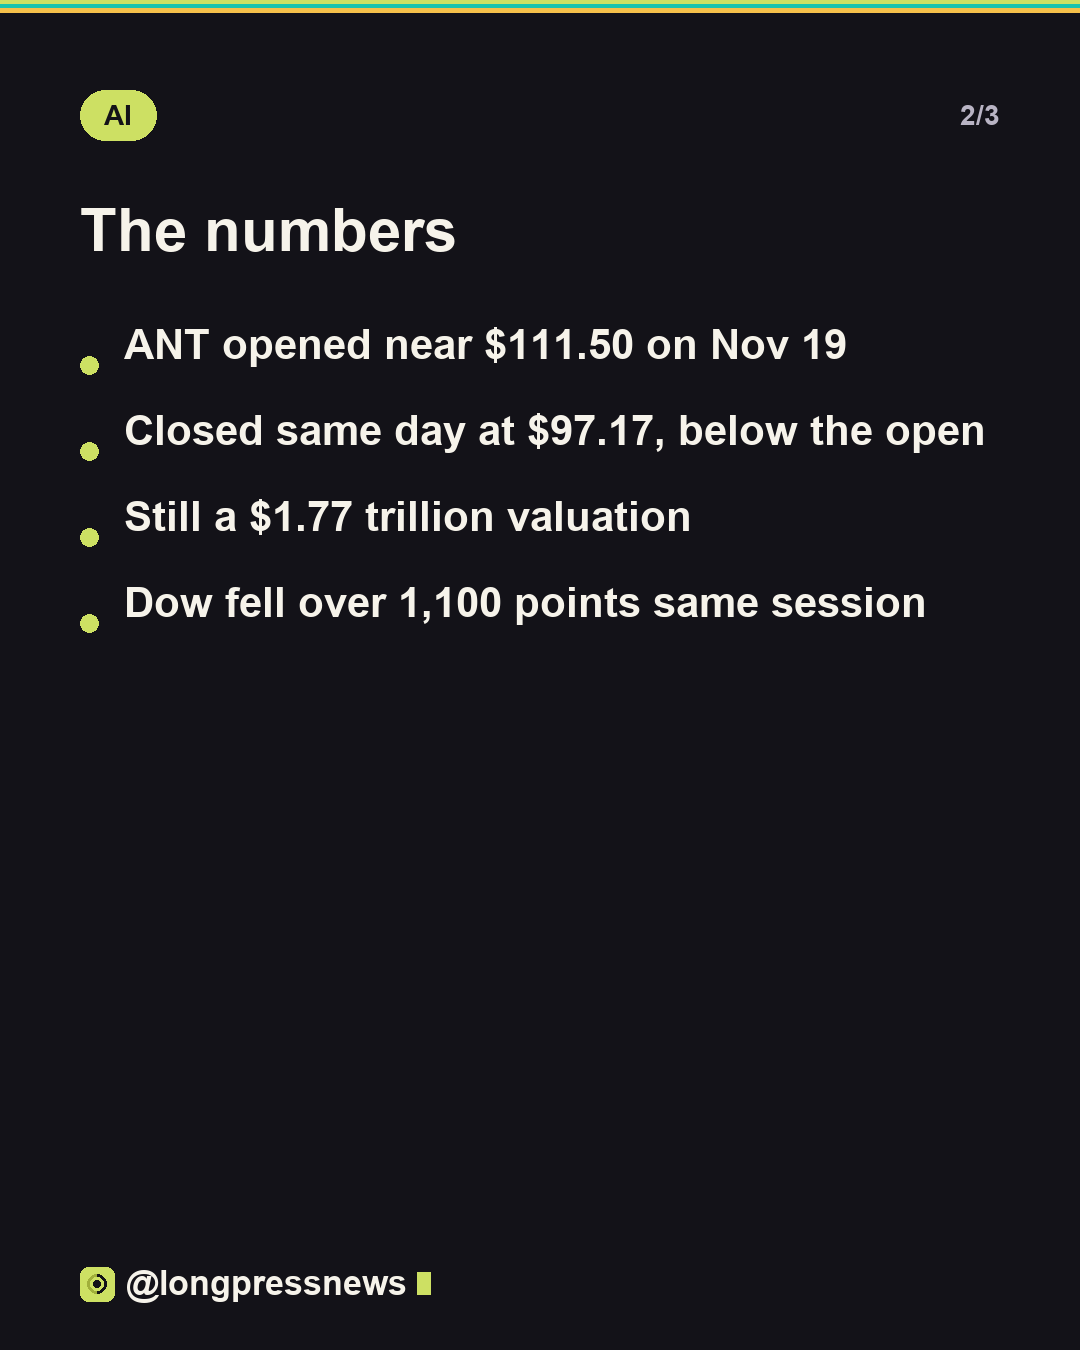 AI
2/3
The numbers
ANT opened near $111.50 on Nov 19
Closed same day at $97.17, below the open
Still a $1.77 trillion valuation
Dow fell over 1,100 points same session
@longpressnews